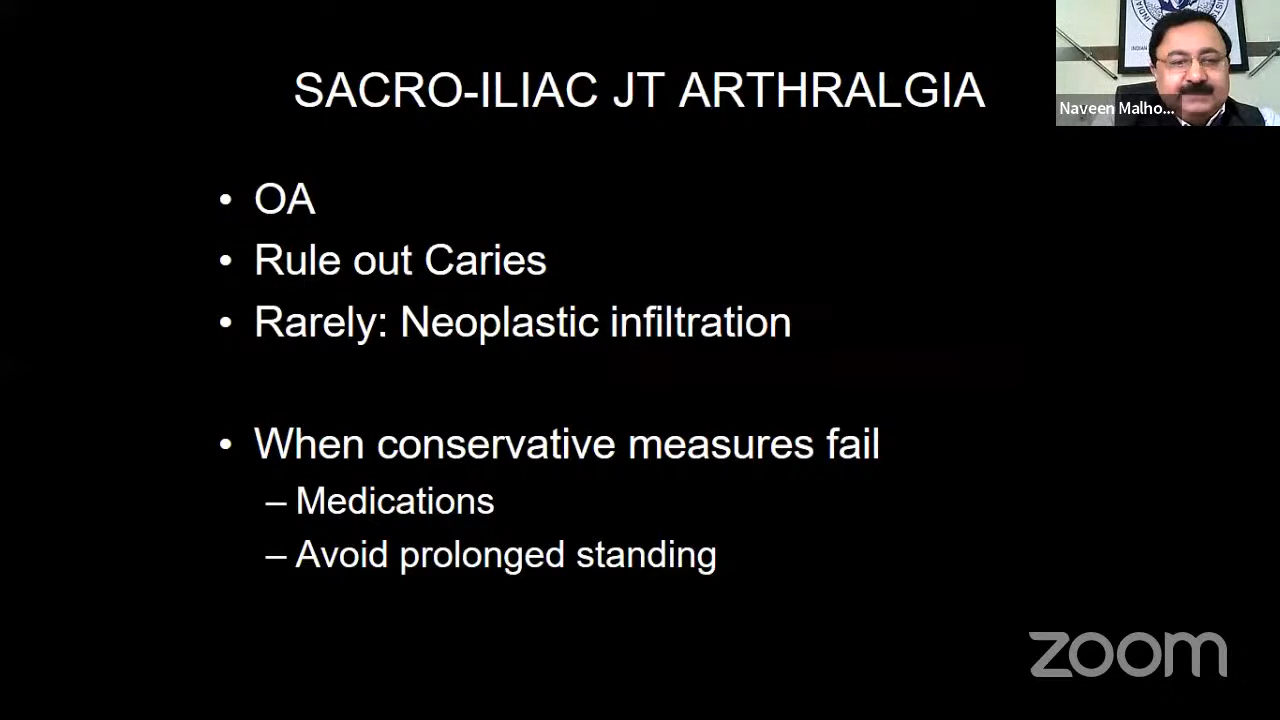 SACRO-ILIAC JT ARTHRALGIA
Naveen Malho...
• OA
• Rule out Caries
• Rarely: Neoplastic infiltration
• When conservative measures fail
– Medications
– Avoid prolonged standing
zoom